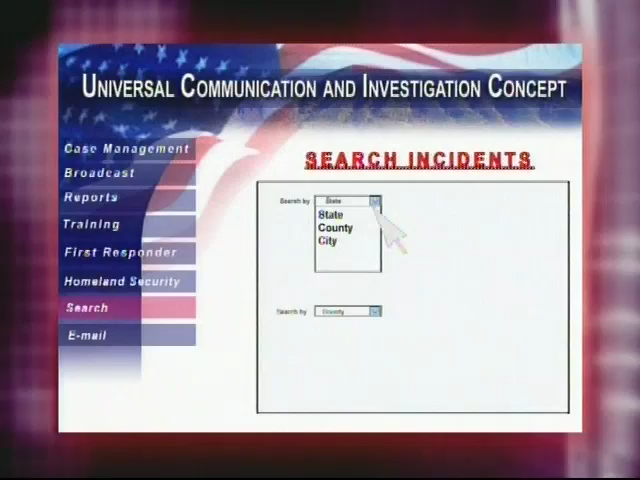 UNIVERSAL COMMUNICATION AND INVESTIGATION CONCEPT
Case Management
Broadcast
Reports
Training
First Responder
Homeland Security
Search
E-mail
SEARCH INCIDENTS
Search by State
State
County
City
Search by County